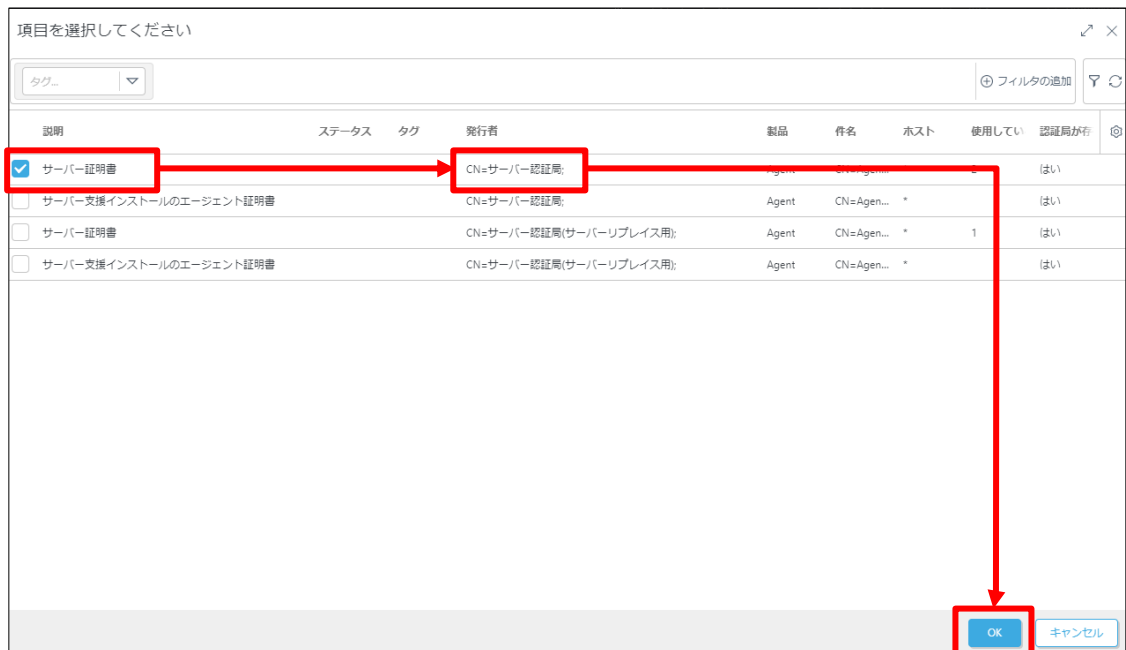 項目を選択してください
タグ...
フィルタの追加
説明 ステータス タグ 発行者 製品 件名 ホスト 使用してい 認証局が存
サーバー証明書 CN=サーバー認証局; Agent CN=Agen... はい
サーバー支援インストールのエージェント証明書 CN=サーバー認証局; Agent CN=Agen... * はい
サーバー証明書 CN=サーバー認証局(サーバーリプレイス用); Agent CN=Agen... * 1 はい
サーバー支援インストールのエージェント証明書 CN=サーバー認証局(サーバーリプレイス用); Agent CN=Agen... * はい
OK キャンセル